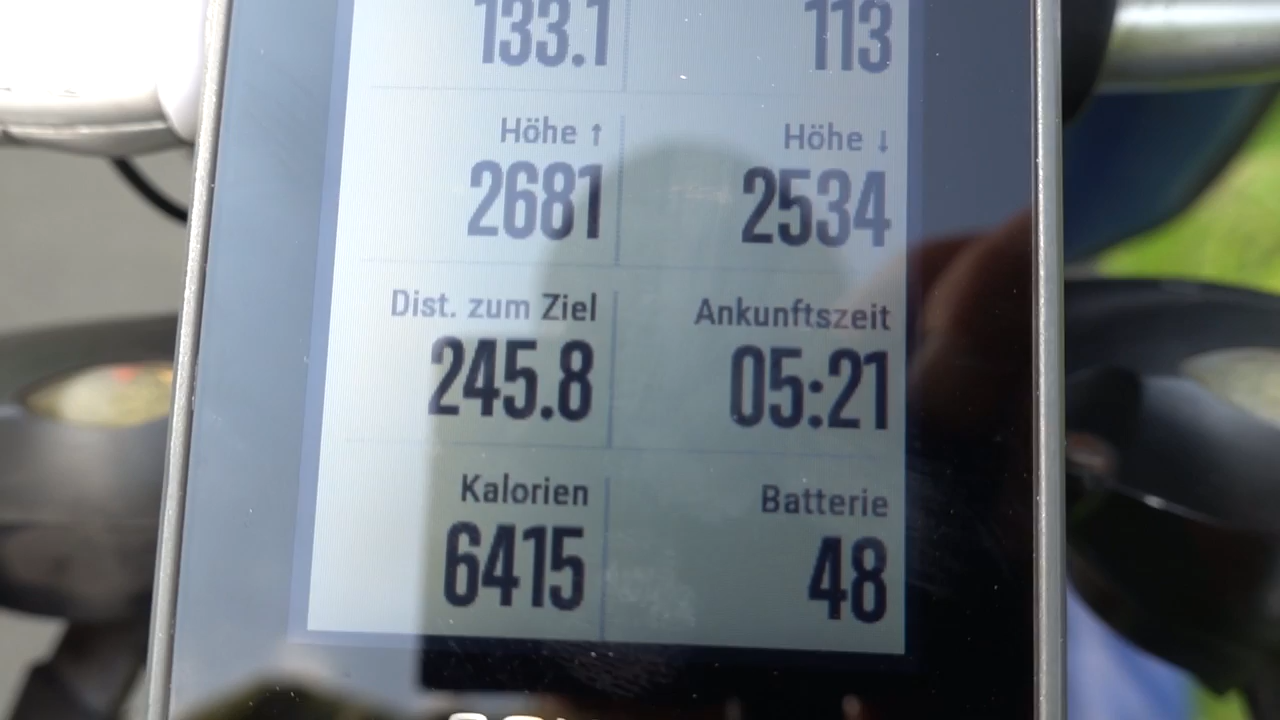 133.1 113
Höhe ↑ Höhe ↓
2681 2534
Dist. zum Ziel Ankunftszeit
245.8 05:21
Kalorien Batterie
6415 48